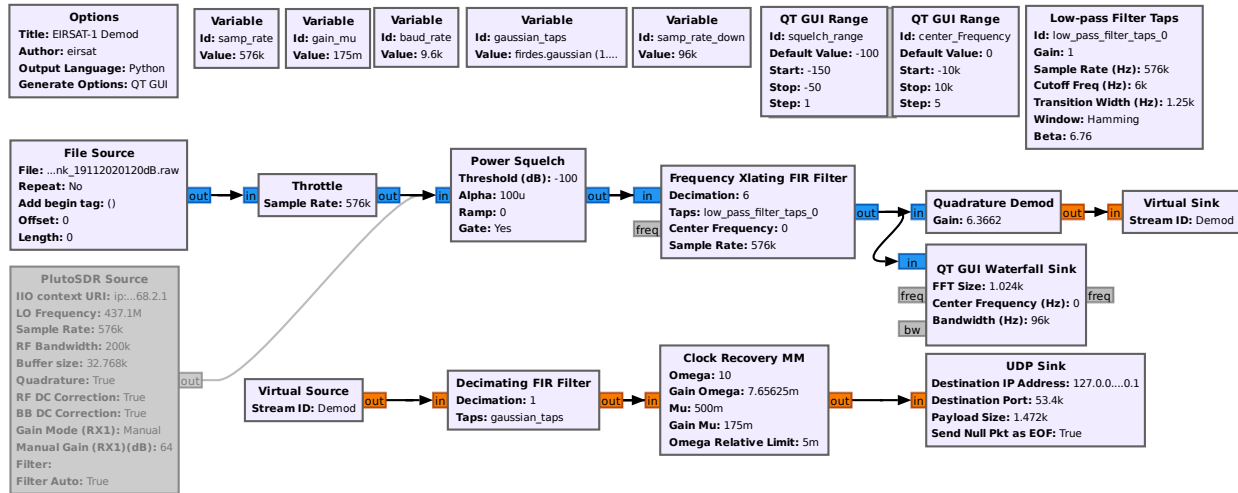 Options
Title: EIRSAT-1 Demod
Author: eirsat
Output Language: Python
Generate Options: QT GUI
Variable
Id: samp_rate
Value: 576k
Variable
Id: gain_mu
Value: 175m
Variable
Id: baud_rate
Value: 9.6k
Variable
Id: gaussian_taps
Value: firdes.gaussian (1....
Variable
Id: samp_rate_down
Value: 96k
QT GUI Range
Id: squelch_range
Default Value: -100
Start: -150
Stop: -50
Step: 1
QT GUI Range
Id: center_Frequency
Default Value: 0
Start: -10k
Stop: 10k
Step: 5
Low-pass Filter Taps
Id: low_pass_filter_taps_0
Gain: 1
Sample Rate (Hz): 576k
Cutoff Freq (Hz): 6k
Transition Width (Hz): 1.25k
Window: Hamming
Beta: 6.76
File Source
File: ...nk_19112020120dB.raw
Repeat: No
Add begin tag: ()
Offset: 0
Length: 0
out
in
Throttle
Sample Rate: 576k
out
in
Power Squelch
Threshold (dB): -100
Alpha: 100u
Ramp: 0
Gate: Yes
out
in
freq
Frequency Xlating FIR Filter
Decimation: 6
Taps: low_pass_filter_taps_0
Center Frequency: 0
Sample Rate: 576k
out
in
Quadrature Demod
Gain: 6.3662
out
in
Virtual Sink
Stream ID: Demod
in
freq
bw
QT GUI Waterfall Sink
FFT Size: 1.024k
Center Frequency (Hz): 0
Bandwidth (Hz): 96k
freq
PlutoSDR Source
IIO context URI: ip:...68.2.1
LO Frequency: 437.1M
Sample Rate: 576k
RF Bandwidth: 200k
Buffer size: 32.768k
Quadrature: True
RF DC Correction: True
BB DC Correction: True
Gain Mode (RX1): Manual
Manual Gain (RX1)(dB): 64
Filter:
Filter Auto: True
out
Virtual Source
Stream ID: Demod
out
in
Decimating FIR Filter
Decimation: 1
Taps: gaussian_taps
out
in
Clock Recovery MM
Omega: 10
Gain Omega: 7.65625m
Mu: 500m
Gain Mu: 175m
Omega Relative Limit: 5m
out
in
UDP Sink
Destination IP Address: 127.0.0....0.1
Destination Port: 53.4k
Payload Size: 1.472k
Send Null Pkt as EOF: True